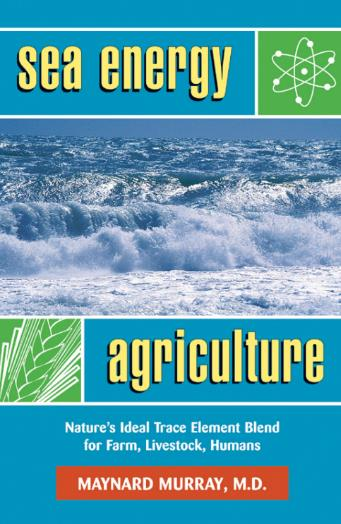 sea energy
agriculture
Nature's Ideal Trace Element Blend
for Farm, Livestock, Humans
MAYNARD MURRAY, M.D.